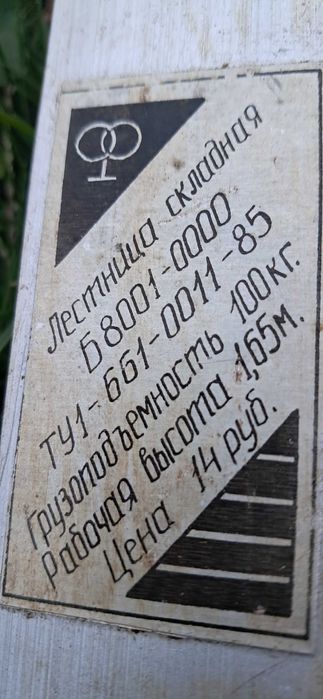 Лестница складная
Б8001-0000
ТУ1-661-0011-85
Грузоподъемность 100кг.
Рабочая высота 1,65м.
Цена 14 руб.